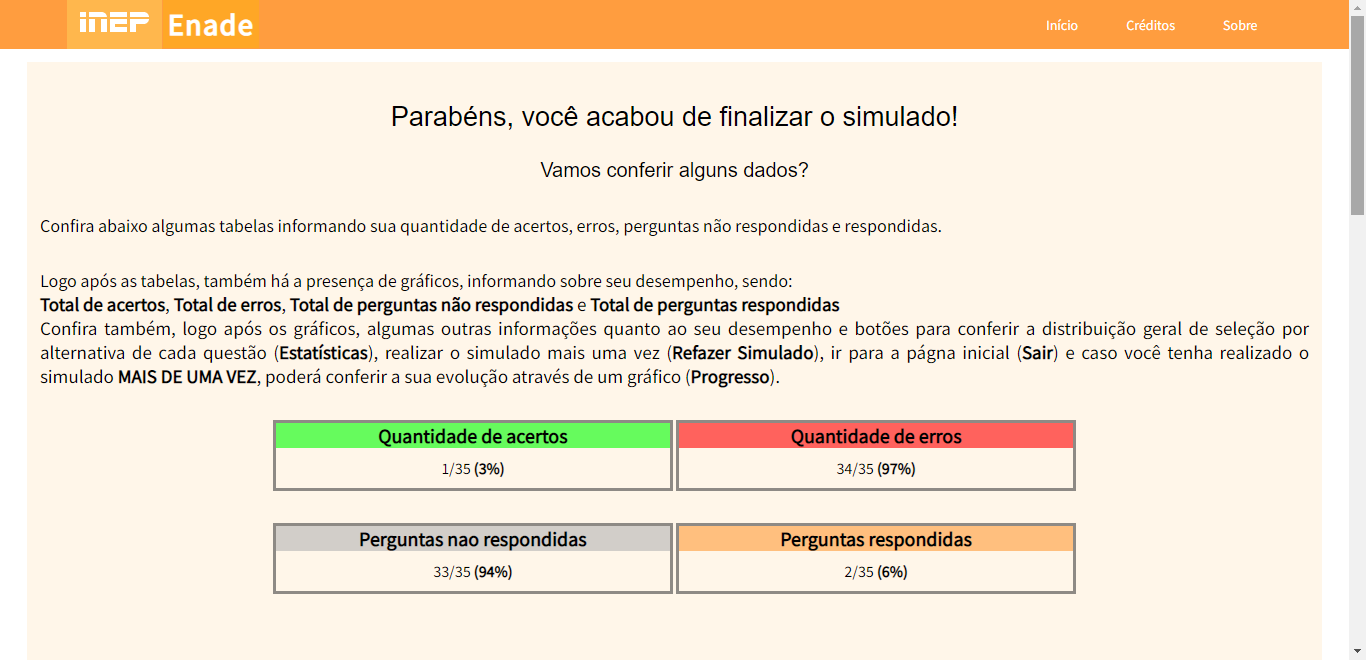 INEP Enade Início Créditos Sobre
Parabéns, você acabou de finalizar o simulado!
Vamos conferir alguns dados?
Confira abaixo algumas tabelas informando sua quantidade de acertos, erros, perguntas não respondidas e respondidas.
Logo após as tabelas, também há a presença de gráficos, informando sobre seu desempenho, sendo:
Total de acertos, Total de erros, Total de perguntas não respondidas e Total de perguntas respondidas
Confira também, logo após os gráficos, algumas outras informações quanto ao seu desempenho e botões para conferir a distribuição geral de seleção por
alternativa de cada questão (Estatísticas), realizar o simulado mais uma vez (Refazer Simulado), ir para a págna inicial (Sair) e caso você tenha realizado o
simulado MAIS DE UMA VEZ, poderá conferir a sua evolução através de um gráfico (Progresso).
Quantidade de acertos Quantidade de erros
1/35 (3%) 34/35 (97%)
Perguntas nao respondidas Perguntas respondidas
33/35 (94%) 2/35 (6%)